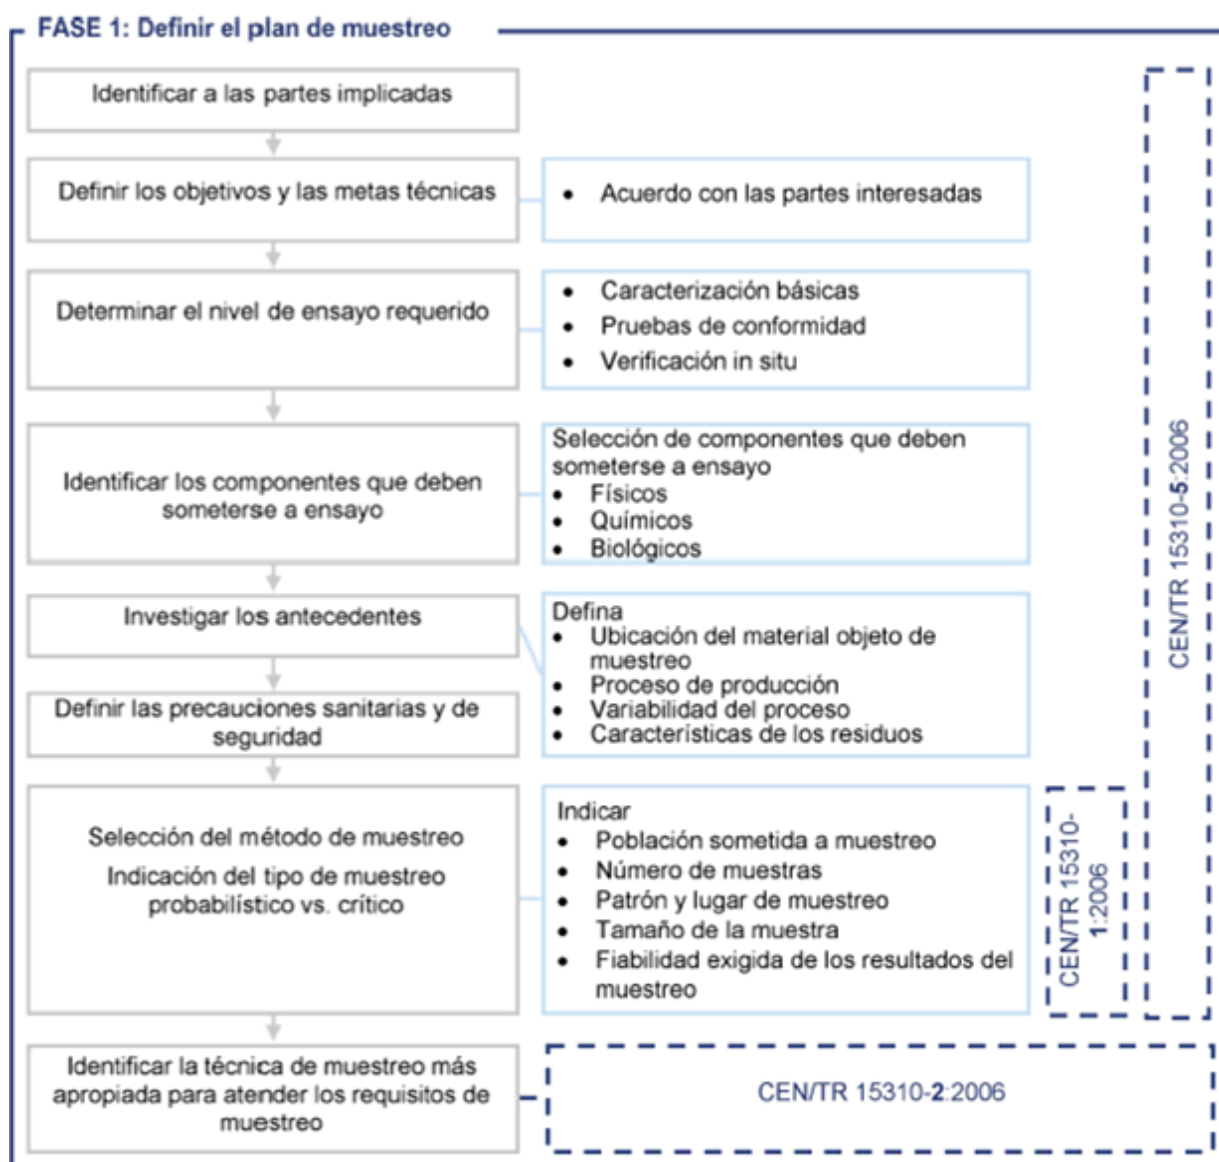 FASE 1: Definir el plan de muestreo
Identificar a las partes implicadas
Definir los objetivos y las metas técnicas
• Acuerdo con las partes interesadas
Determinar el nivel de ensayo requerido
• Caracterización básicas
• Pruebas de conformidad
• Verificación in situ
Identificar los componentes que deben
someterse a ensayo
Selección de componentes que deben
someterse a ensayo
• Físicos
• Químicos
• Biológicos
Investigar los antecedentes
Defina
• Ubicación del material objeto de
muestreo
• Proceso de producción
• Variabilidad del proceso
• Características de los residuos
Definir las precauciones sanitarias y de
seguridad
Selección del método de muestreo
Indicación del tipo de muestreo
probabilístico vs. crítico
Indicar
• Población sometida a muestreo
• Número de muestras
• Patrón y lugar de muestreo
• Tamaño de la muestra
• Fiabilidad exigida de los resultados del
muestreo
CEN/TR 15310-
1:2006
CEN/TR 15310-5:2006
Identificar la técnica de muestreo más
apropiada para atender los requisitos de
muestreo
CEN/TR 15310-2:2006